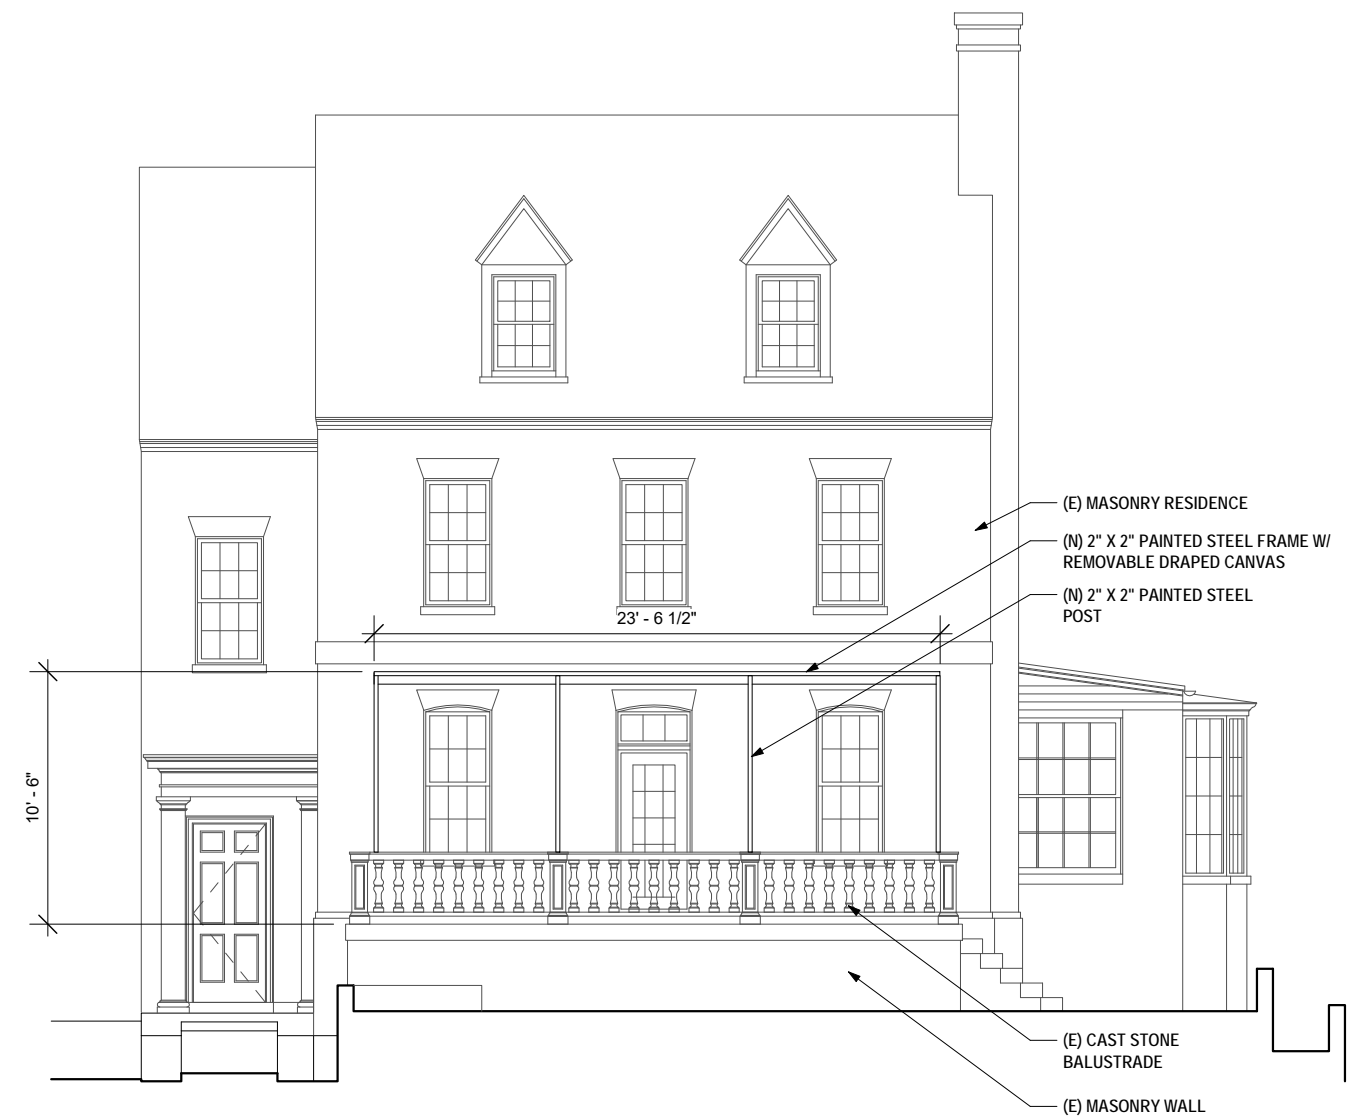 (E) MASONRY RESIDENCE
(N) 2" X 2" PAINTED STEEL FRAME W/
REMOVABLE DRAPED CANVAS
(N) 2" X 2" PAINTED STEEL
POST
23' - 6 1/2"
10' - 6"
(E) CAST STONE
BALUSTRADE
(E) MASONRY WALL